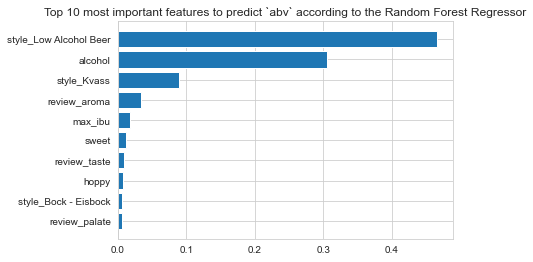 Top 10 most important features to predict `abv` according to the Random Forest Regressor
style_Low Alcohol Beer
alcohol
style_Kvass
review_aroma
max_ibu
sweet
review_taste
hoppy
style_Bock - Eisbock
review_palate
0.0 0.1 0.2 0.3 0.4